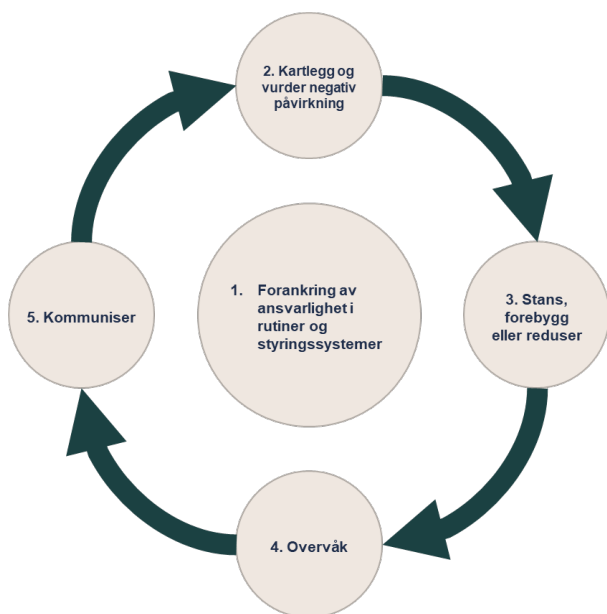 2. Kartlegg og
vurder negativ
påvirkning
1. Forankring av
ansvarlighet i
rutiner og
styringssystemer
3. Stans,
forebygg
eller reduser
5. Kommuniser
4. Overvåk